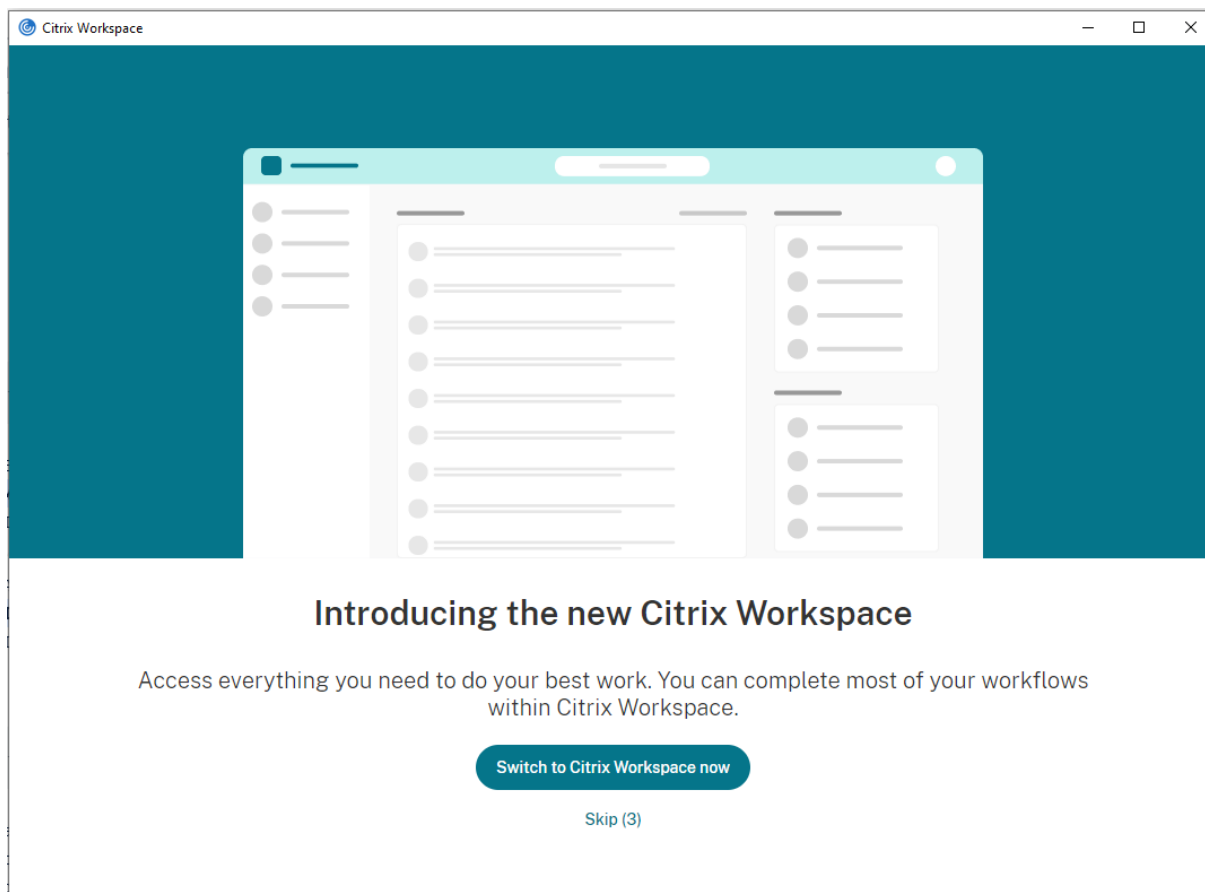 Citrix Workspace
Introducing the new Citrix Workspace
Access everything you need to do your best work. You can complete most of your workflows
within Citrix Workspace.
Switch to Citrix Workspace now
Skip (3)